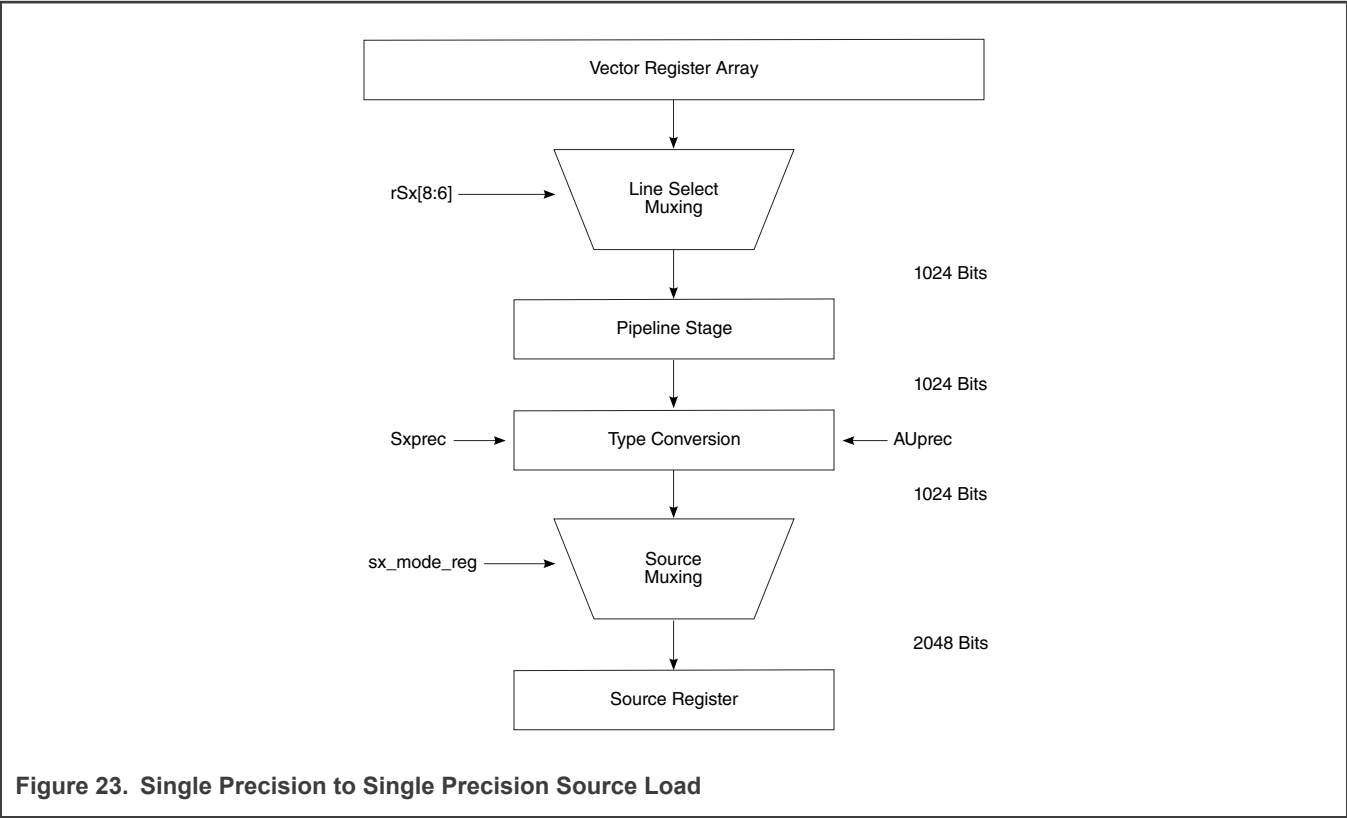 Vector Register Array
rSx[8:6]
Line Select
Muxing
1024 Bits
Pipeline Stage
1024 Bits
Sxprec
Type Conversion
AUprec
1024 Bits
sx_mode_reg
Source
Muxing
2048 Bits
Source Register
Figure 23. Single Precision to Single Precision Source Load